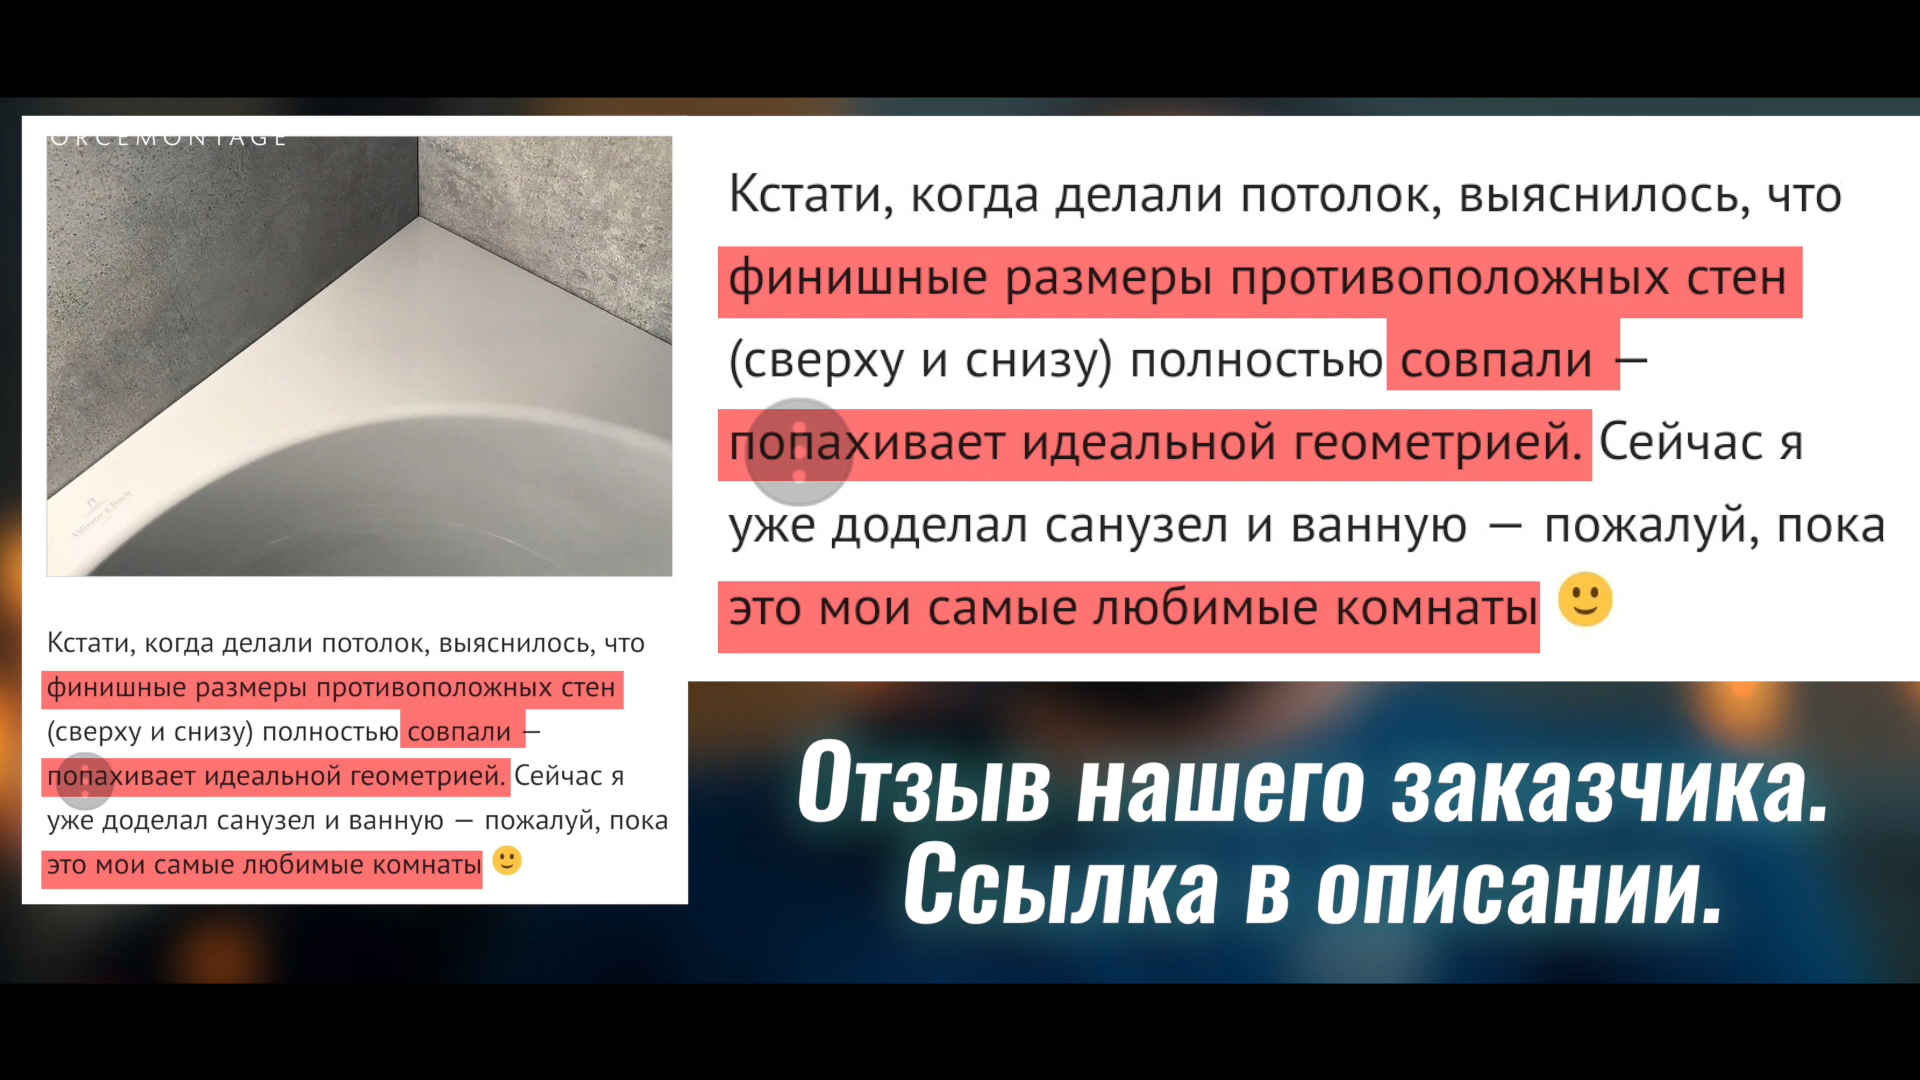 ORCEMONTAGE
Villeroy & Boch
Кстати, когда делали потолок, выяснилось, что
финишные размеры противоположных стен
(сверху и снизу) полностью совпали —
попахивает идеальной геометрией. Сейчас я
уже доделал санузел и ванную — пожалуй, пока
это мои самые любимые комнаты 🙂
Кстати, когда делали потолок, выяснилось, что
финишные размеры противоположных стен
(сверху и снизу) полностью совпали —
попахивает идеальной геометрией. Сейчас я
уже доделал санузел и ванную — пожалуй, пока
это мои самые любимые комнаты 🙂
Отзыв нашего заказчика.
Ссылка в описании.